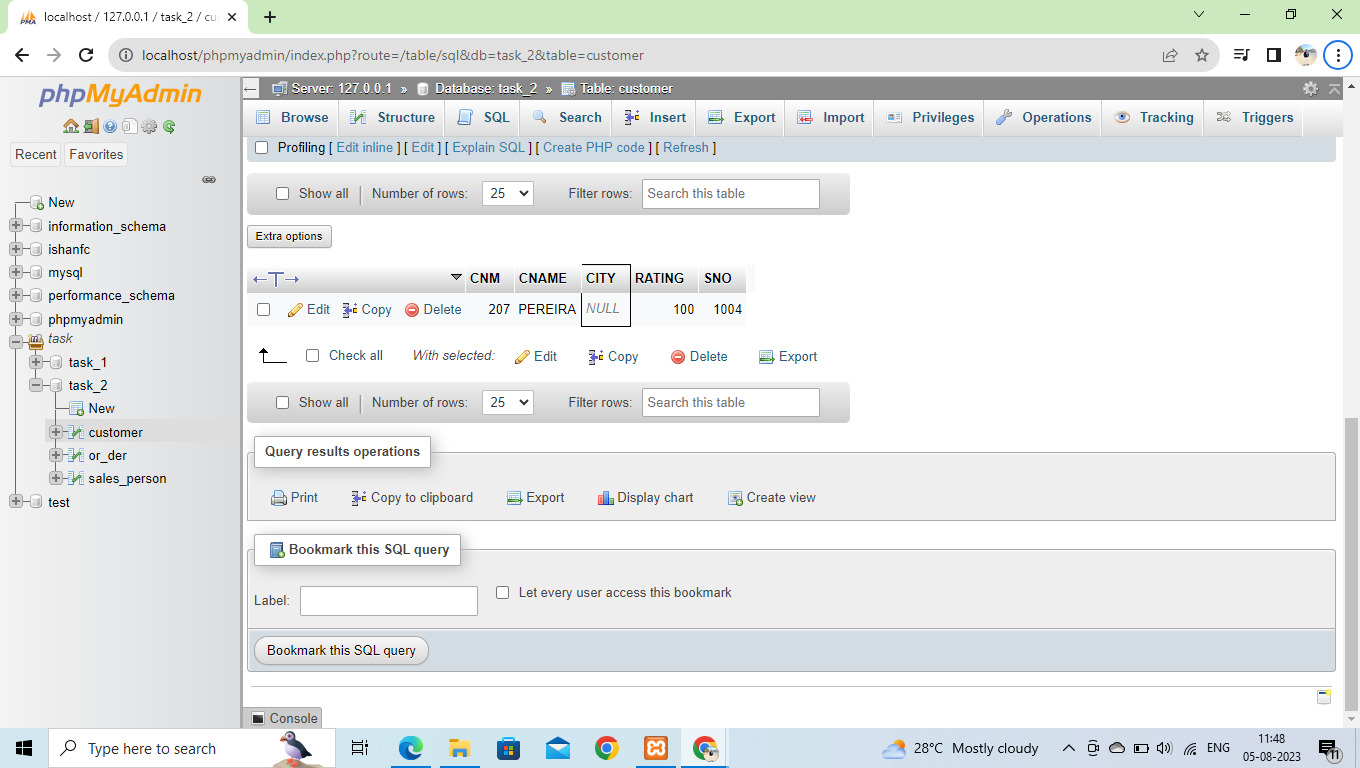 localhost / 127.0.0.1 / task_2 / cu
localhost/phpmyadmin/index.php?route=/table/sql&db=task_2&table=customer
phpMyAdmin
Recent Favorites
New
information_schema
ishanfc
mysql
performance_schema
phpmyadmin
task
task_1
task_2
New
customer
or_der
sales_person
test
Server: 127.0.0.1 » Database: task_2 » Table: customer
Browse Structure SQL Search Insert Export Import Privileges Operations Tracking Triggers
Profiling [ Edit inline ] [ Edit ] [ Explain SQL ] [ Create PHP code ] [ Refresh ]
Show all Number of rows: 25 Filter rows: Search this table
Extra options
CNM CNAME CITY RATING SNO
Edit Copy Delete 207 PEREIRA NULL 100 1004
Check all With selected: Edit Copy Delete Export
Show all Number of rows: 25 Filter rows: Search this table
Query results operations
Print Copy to clipboard Export Display chart Create view
Bookmark this SQL query
Label: Let every user access this bookmark
Bookmark this SQL query
Console
Type here to search
28°C Mostly cloudy
ENG
11:48
05-08-2023
11